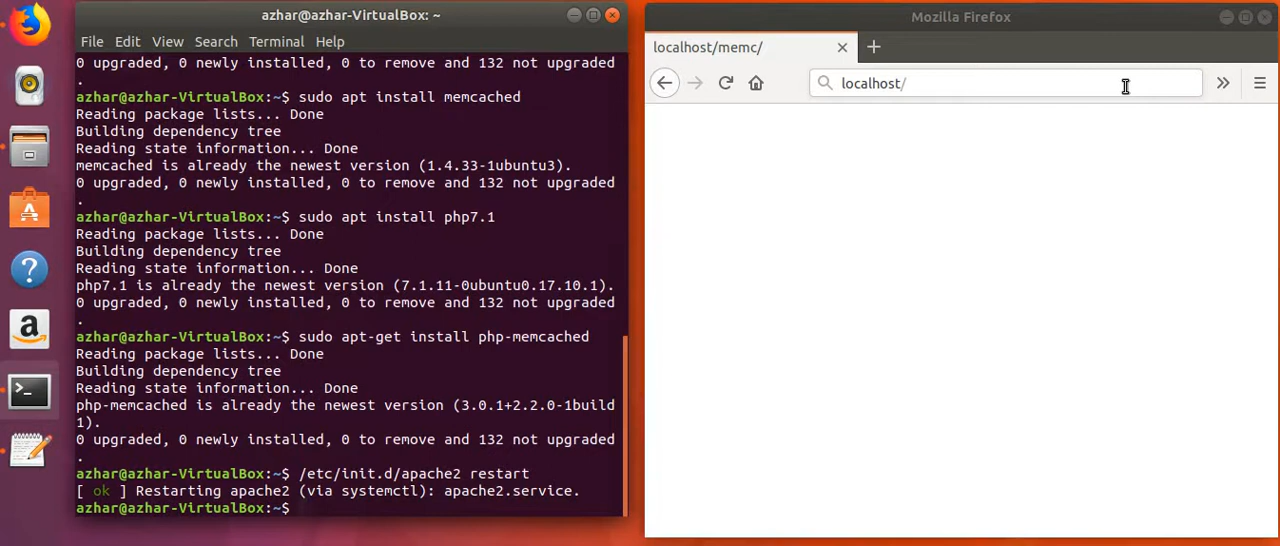 azhar@azhar-VirtualBox: ~
File Edit View Search Terminal Help
0 upgraded, 0 newly installed, 0 to remove and 132 not upgraded
.
azhar@azhar-VirtualBox:~$ sudo apt install memcached
Reading package lists... Done
Building dependency tree
Reading state information... Done
memcached is already the newest version (1.4.33-1ubuntu3).
0 upgraded, 0 newly installed, 0 to remove and 132 not upgraded
.
azhar@azhar-VirtualBox:~$ sudo apt install php7.1
Reading package lists... Done
Building dependency tree
Reading state information... Done
php7.1 is already the newest version (7.1.11-0ubuntu0.17.10.1).
0 upgraded, 0 newly installed, 0 to remove and 132 not upgraded
.
azhar@azhar-VirtualBox:~$ sudo apt-get install php-memcached
Reading package lists... Done
Building dependency tree
Reading state information... Done
php-memcached is already the newest version (3.0.1+2.2.0-1build
1).
0 upgraded, 0 newly installed, 0 to remove and 132 not upgraded
.
azhar@azhar-VirtualBox:~$ /etc/init.d/apache2 restart
[ ok ] Restarting apache2 (via systemctl): apache2.service.
azhar@azhar-VirtualBox:~$
Mozilla Firefox
localhost/memc/
localhost/